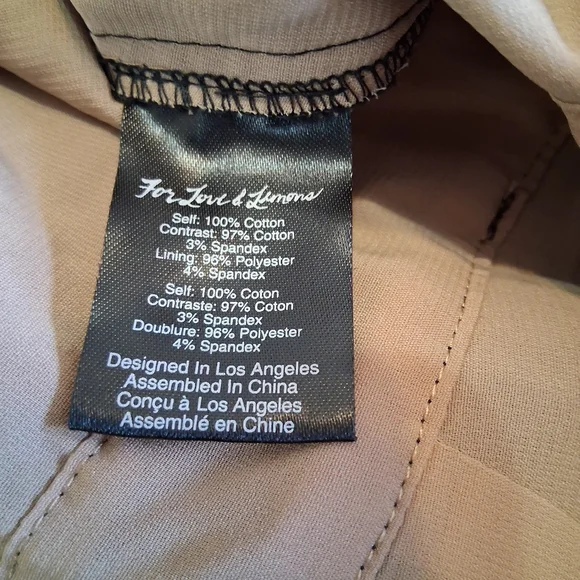 For Love & Lemons
Self: 100% Cotton
Contrast: 97% Cotton
3% Spandex
Lining: 96% Polyester
4% Spandex
Self: 100% Coton
Contraste: 97% Coton
3% Spandex
Doublure: 96% Polyester
4% Spandex
Designed In Los Angeles
Assembled In China
Conçu à Los Angeles
Assemblé en Chine